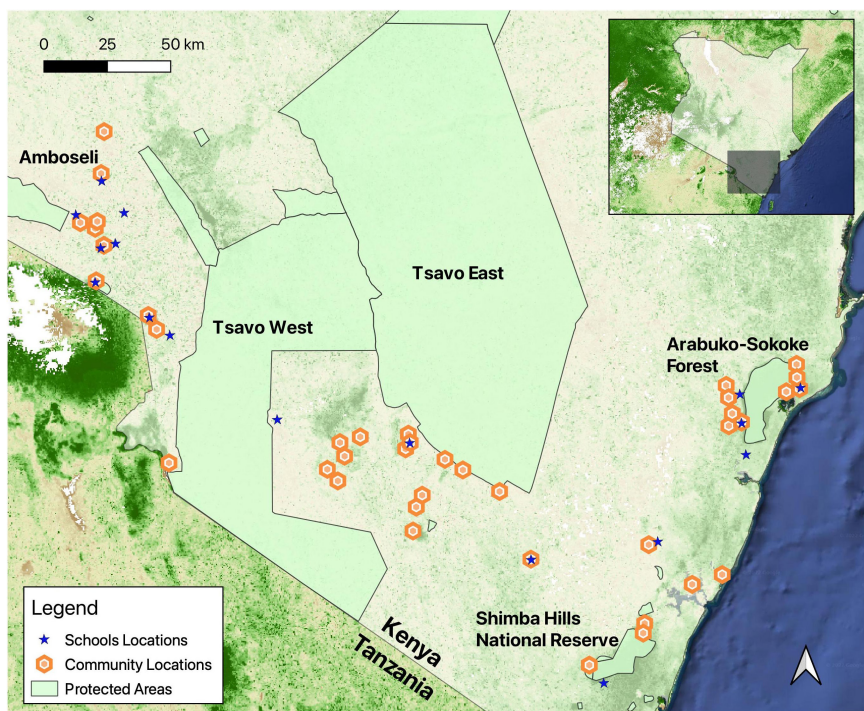 0 25 50 km
Amboseli
Tsavo East
Tsavo West
Arabuko-Sokoke
Forest
Shimba Hills
National Reserve
Kenya
Tanzania
Legend
Schools Locations
Community Locations
Protected Areas